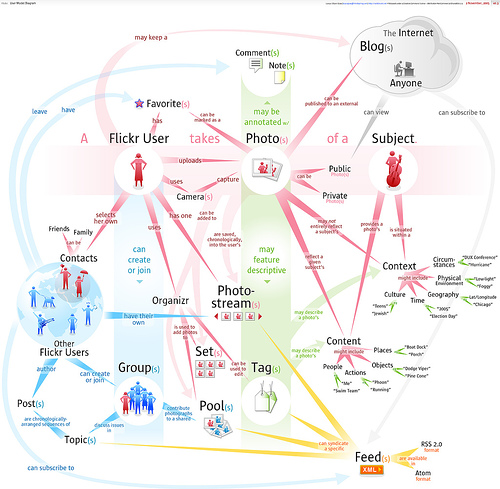 User Model Diagram
The Internet
Blog(s)
Anyone
may keep a
Comment(s)
Note(s)
can be
published to an external
can view
can subscribe to
leave
have
Favorite(s)
has
can be
marked as a
may be
annotated w/
A
Flickr User
takes
Photo(s)
of a
Subject
uploads
uses
capture
Camera(s)
can be
Public
Photo(s)
Private
Photo(s)
selects
her own
uses
has one
can be
added to
may not
entirely reflect
a subject's
provides a
photo's
is situated
within a
Friends
Family
can be
Contacts
are saved,
chronologically,
into the user's
reflect a
given
subject's
can
create
or join
may
feature
descriptive
Context
might include
Circum-
stances
"DUX Conference"
"Hurricane"
Physical
Environment
"Lowlight"
"Foggy"
Culture
"Teens"
"Jewish"
Time
"2005"
"Election Day"
Geography
Lat/Longitude
"Chicago"
Organizr
Photo-
stream(s)
have their
own
may describe
a photo's
Other
Flickr Users
is used to
add photos
to
Set(s)
can be
used to
edit
may describe
a photo's
Content
might include
Places
"Boat Dock"
"Porch"
People
"Me"
"Swim Team"
Actions
"Running"
Objects
"Dodge Viper"
"Pine Cone"
author
can create
or join
Group(s)
Tag(s)
Post(s)
are chronologically-
arranged sequences of
discuss issues
in
contribute
photographs
to a shared
Pool(s)
Topic(s)
can syndicate
a specific
Feed(s)
XML
are available
in
RSS 2.0
format
Atom
format
can subscribe to